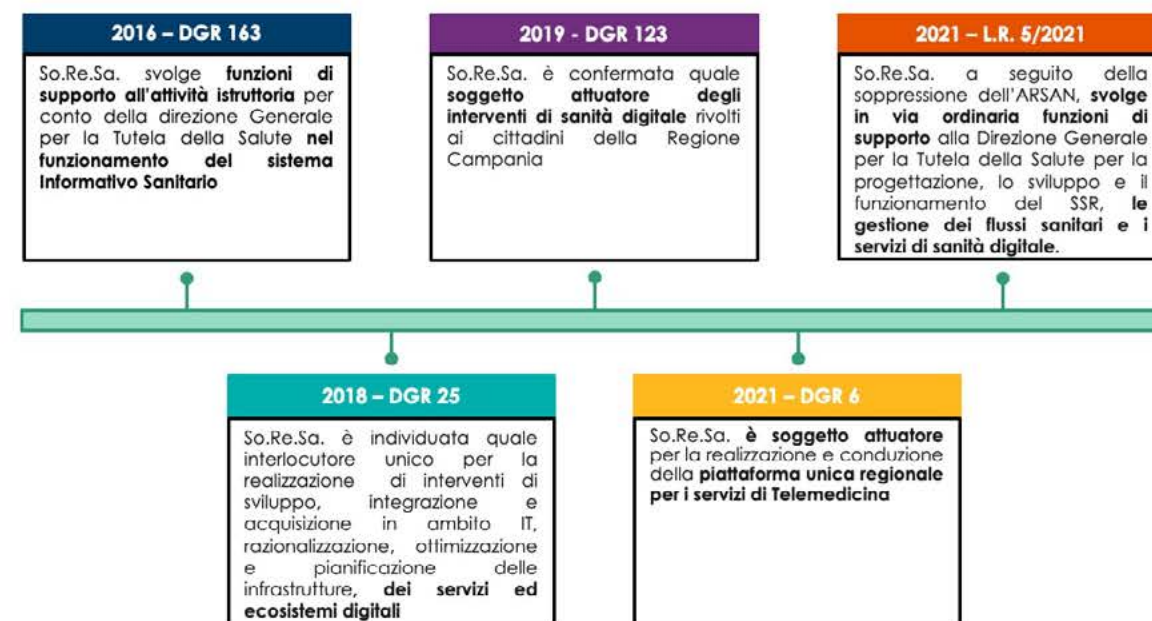 2016 – DGR 163
So.Re.Sa. svolge funzioni di
supporto all'attività istruttoria per
conto della direzione Generale
per la Tutela della Salute nel
funzionamento del sistema
Informativo Sanitario
2019 - DGR 123
So.Re.Sa. è confermata quale
soggetto attuatore degli
interventi di sanità digitale rivolti
ai cittadini della Regione
Campania
2021 – L.R. 5/2021
So.Re.Sa. a seguito della
soppressione dell'ARSAN, svolge
in via ordinaria funzioni di
supporto alla Direzione Generale
per la Tutela della Salute per la
progettazione, lo sviluppo e il
funzionamento del SSR, le
gestione dei flussi sanitari e i
servizi di sanità digitale.
2018 – DGR 25
So.Re.Sa. è individuata quale
interlocutore unico per la
realizzazione di interventi di
sviluppo, integrazione e
acquisizione in ambito IT,
razionalizzazione, ottimizzazione
e pianificazione delle
infrastrutture, dei servizi ed
ecosistemi digitali
2021 – DGR 6
So.Re.Sa. è soggetto attuatore
per la realizzazione e conduzione
della piattaforma unica regionale
per i servizi di Telemedicina